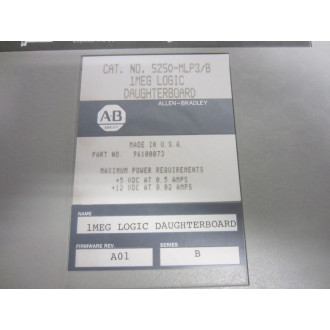 CAT. NO. 5250-MLP3/B
1MEG LOGIC
DAUGHTERBOARD
ALLEN-BRADLEY
AB
MADE IN U.S.A.
PART NO. 96180873
MAXIMUM POWER REQUIREMENTS
+5 VDC AT 0.5 AMPS
+12 VDC AT 0.02 AMPS
NAME
1MEG LOGIC DAUGHTERBOARD
FIRMWARE REV.
SERIES
A01
B